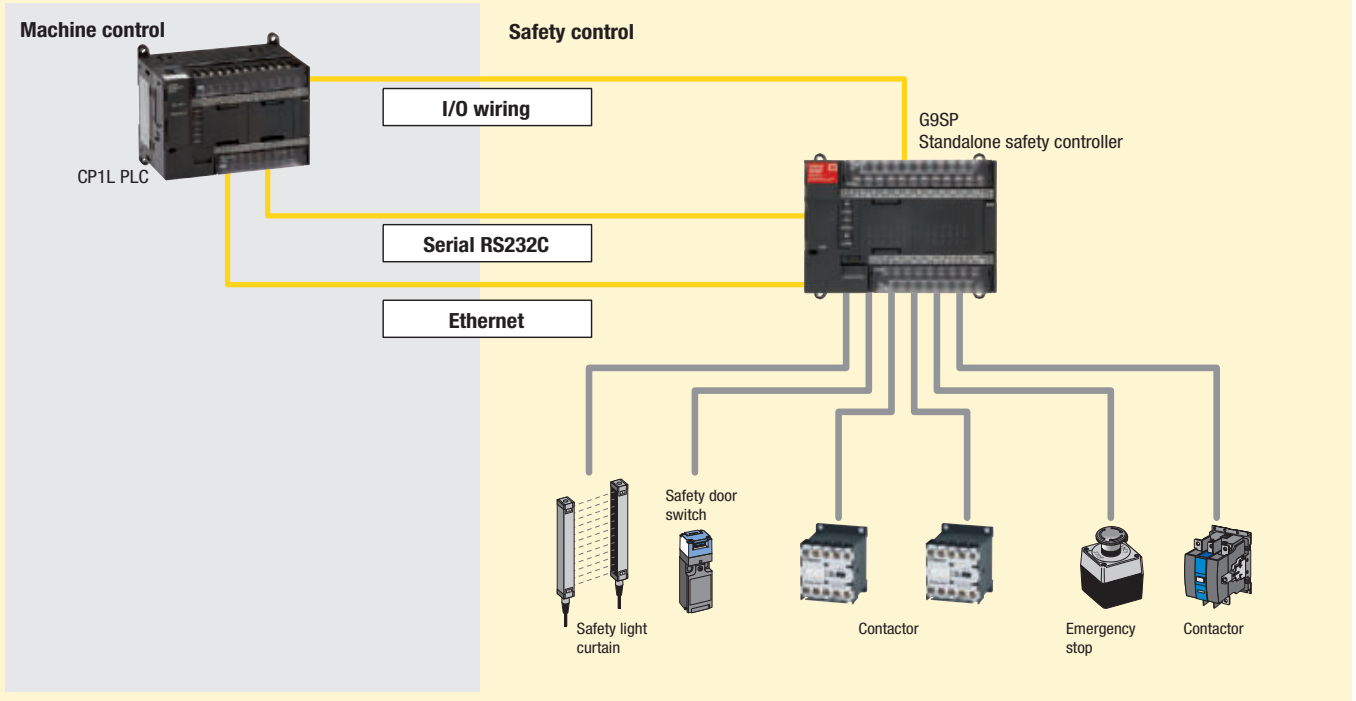 Machine control
Safety control
I/O wiring
G9SP
Standalone safety controller
CP1L PLC
Serial RS232C
Ethernet
Safety door
switch
Safety light
curtain
Contactor
Emergency
stop
Contactor